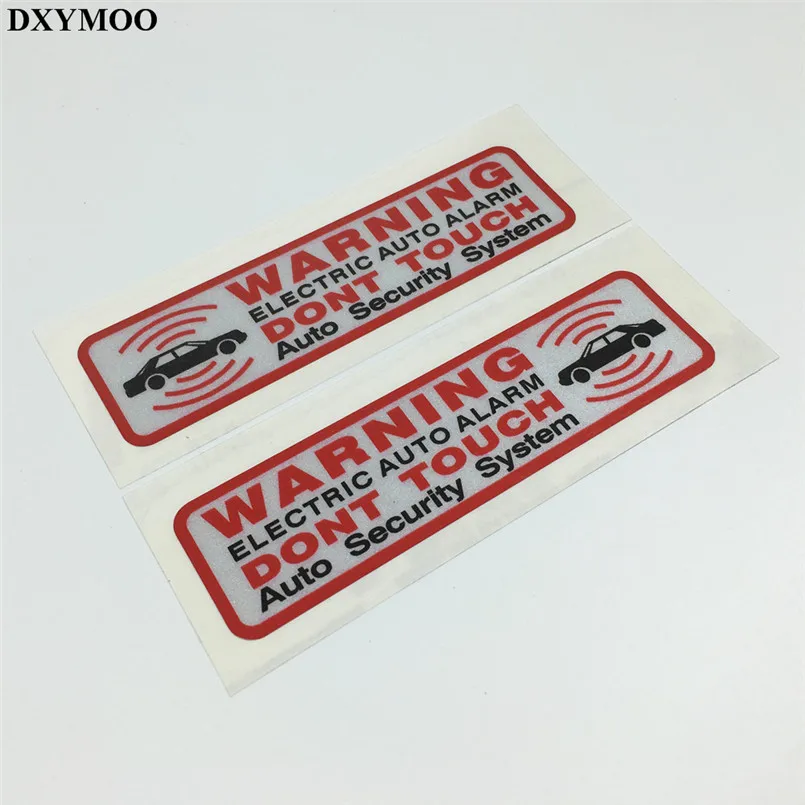 DXYMOO
WARNING
ELECTRIC AUTO ALARM
DONT TOUCH
Auto Security System
WARNING
ELECTRIC AUTO ALARM
DONT TOUCH
Auto Security System